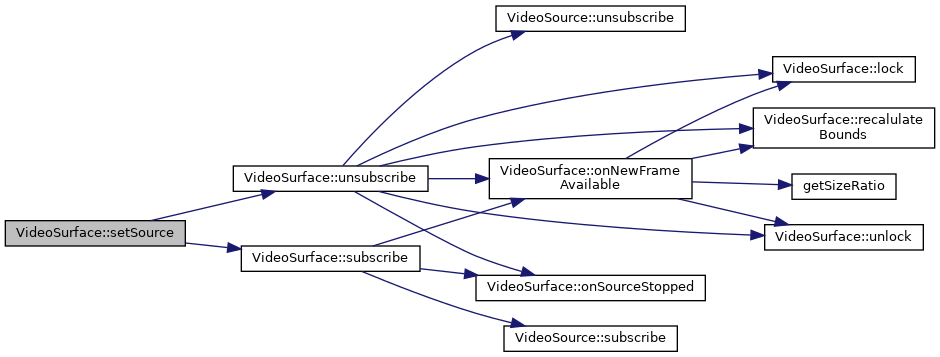 VideoSource::unsubscribe
VideoSurface::lock
VideoSurface::recalulate
Bounds
VideoSurface::unsubscribe
VideoSurface::onNewFrame
Available
getSizeRatio
VideoSurface::setSource
VideoSurface::unlock
VideoSurface::subscribe
VideoSurface::onSourceStopped
VideoSource::subscribe